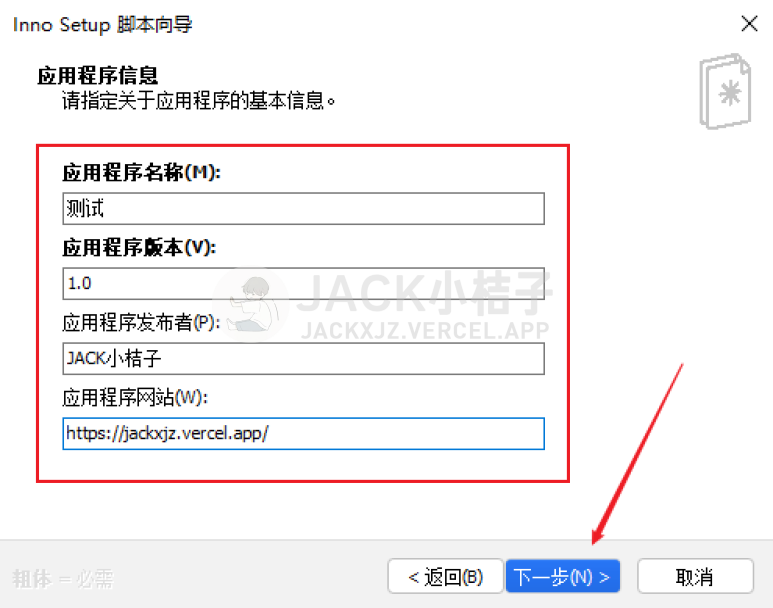 Inno Setup 脚本向导
应用程序信息
请指定关于应用程序的基本信息。
应用程序名称(M):
测试
应用程序版本(V):
1.0
JACK小桔子
JACKXJZ.VERCEL.APP
应用程序发布者(P):
JACK小桔子
应用程序网站(W):
https://jackxjz.vercel.app/
粗体 = 必需
< 返回(B)
下一步(N) >
取消